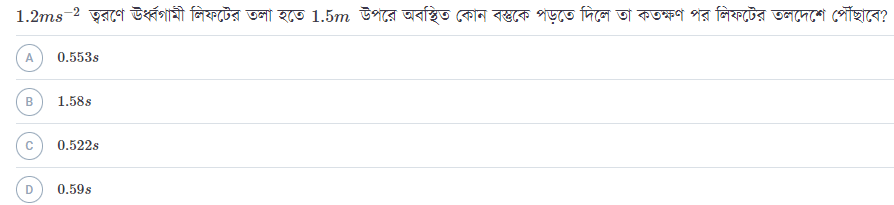 1.2ms⁻² ত্বরণে ঊর্ধ্বগামী লিফটের তলা হতে 1.5m উপরে অবস্থিত কোন বস্তুকে পড়তে দিলে তা কতক্ষণ পর লিফটের তলদেশে পৌঁছাবে?
A 0.553s
B 1.58s
C 0.522s
D 0.59s